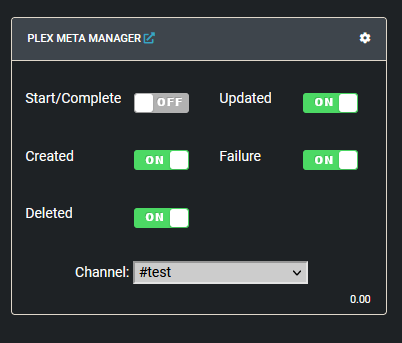 PLEX META MANAGER
Start/Complete OFF Updated ON
Created ON Failure ON
Deleted ON
Channel: #test
0.00